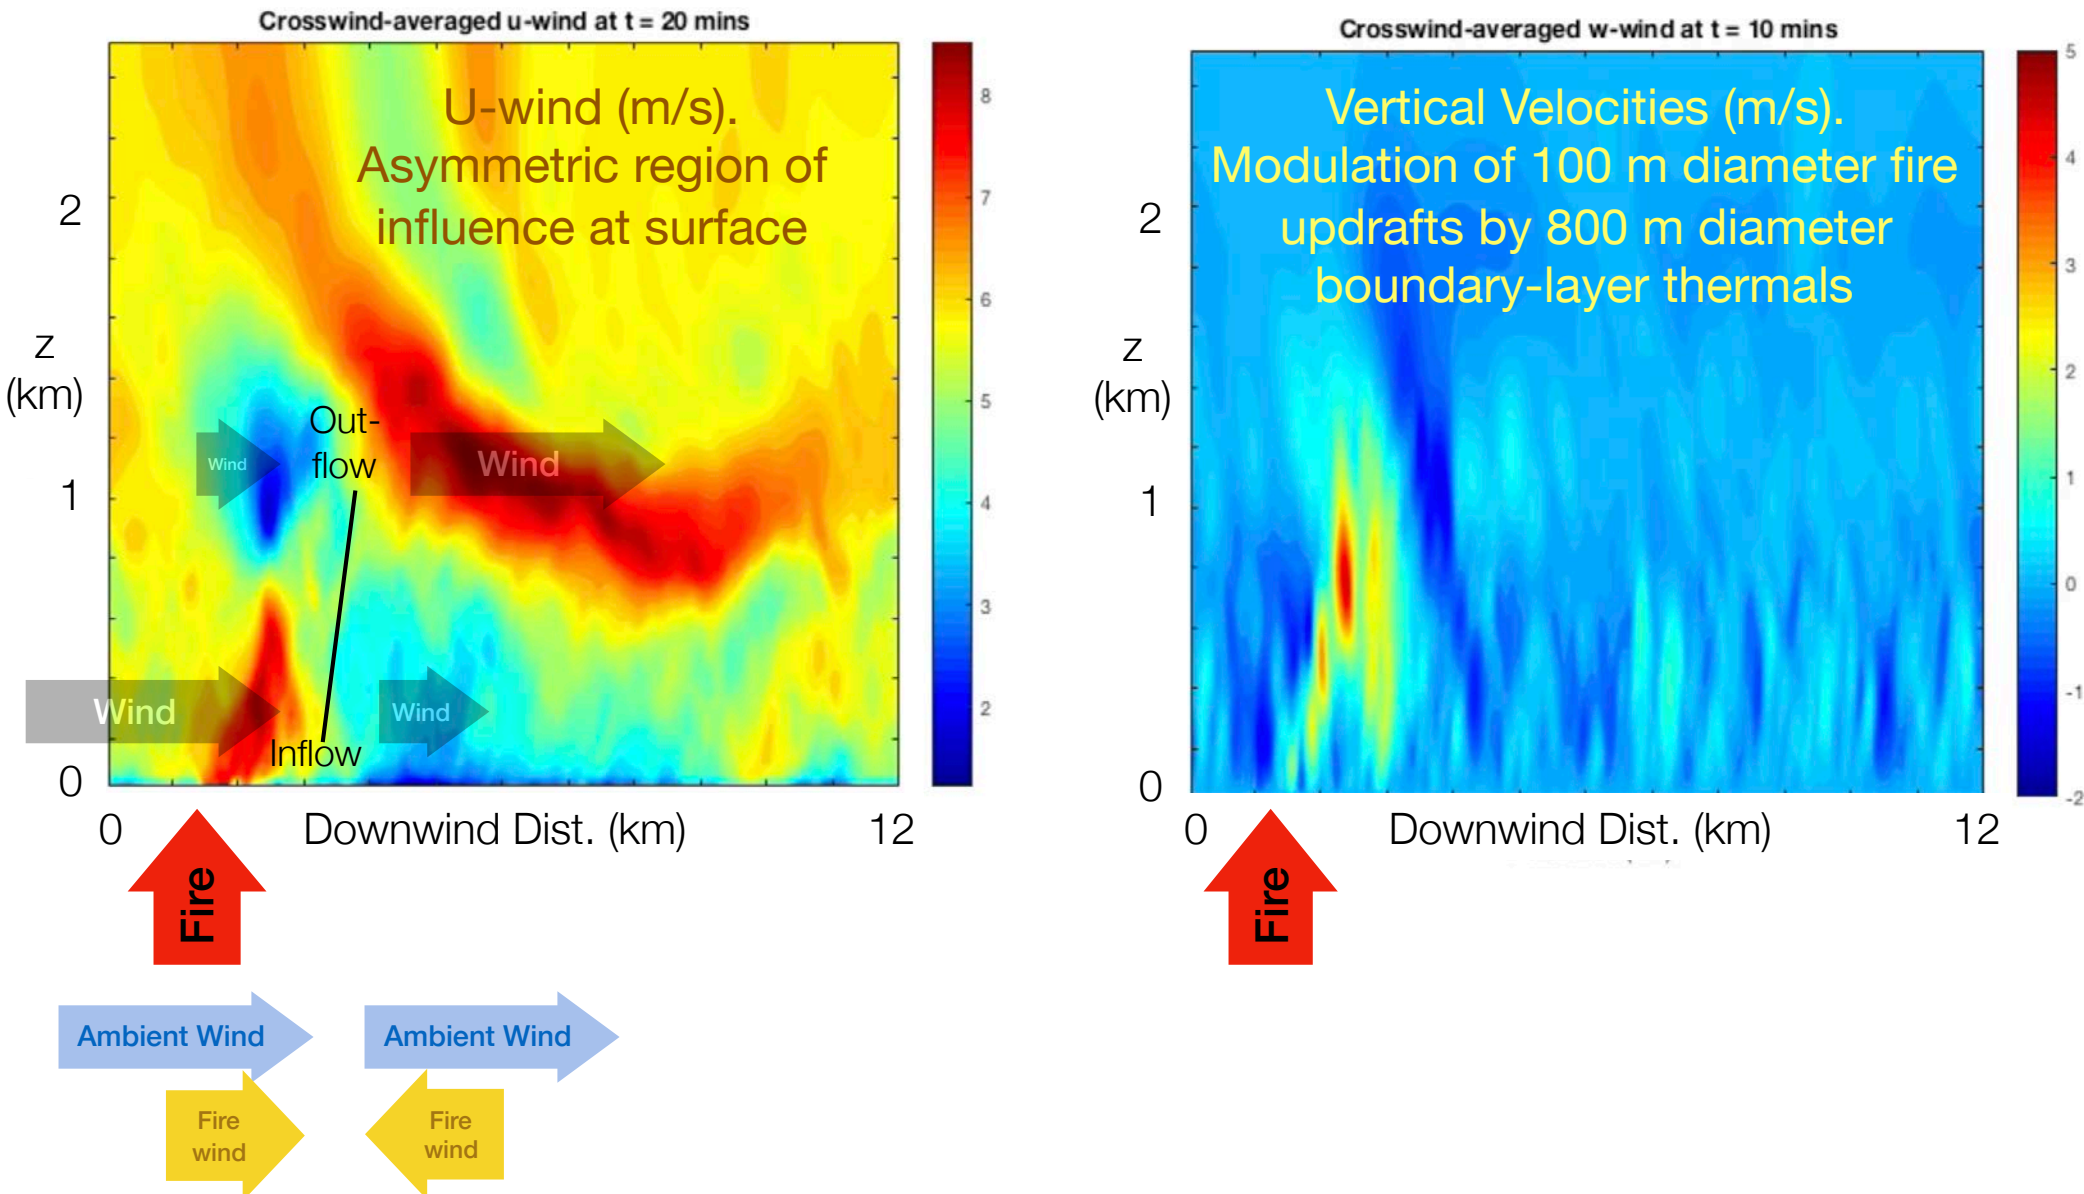 Crosswind-averaged u-wind at t = 20 mins
U-wind (m/s).
Asymmetric region of
influence at surface
2
z
(km)
1
0
Out-
flow
Wind
Wind
Wind
Wind
Inflow
8
7
6
5
4
3
2
0
Downwind Dist. (km)
12
Fire
Ambient Wind
Ambient Wind
Fire
wind
Fire
wind
Crosswind-averaged w-wind at t = 10 mins
Vertical Velocities (m/s).
Modulation of 100 m diameter fire
updrafts by 800 m diameter
boundary-layer thermals
2
z
(km)
1
0
5
4
3
2
1
0
-1
-2
0
Downwind Dist. (km)
12
Fire